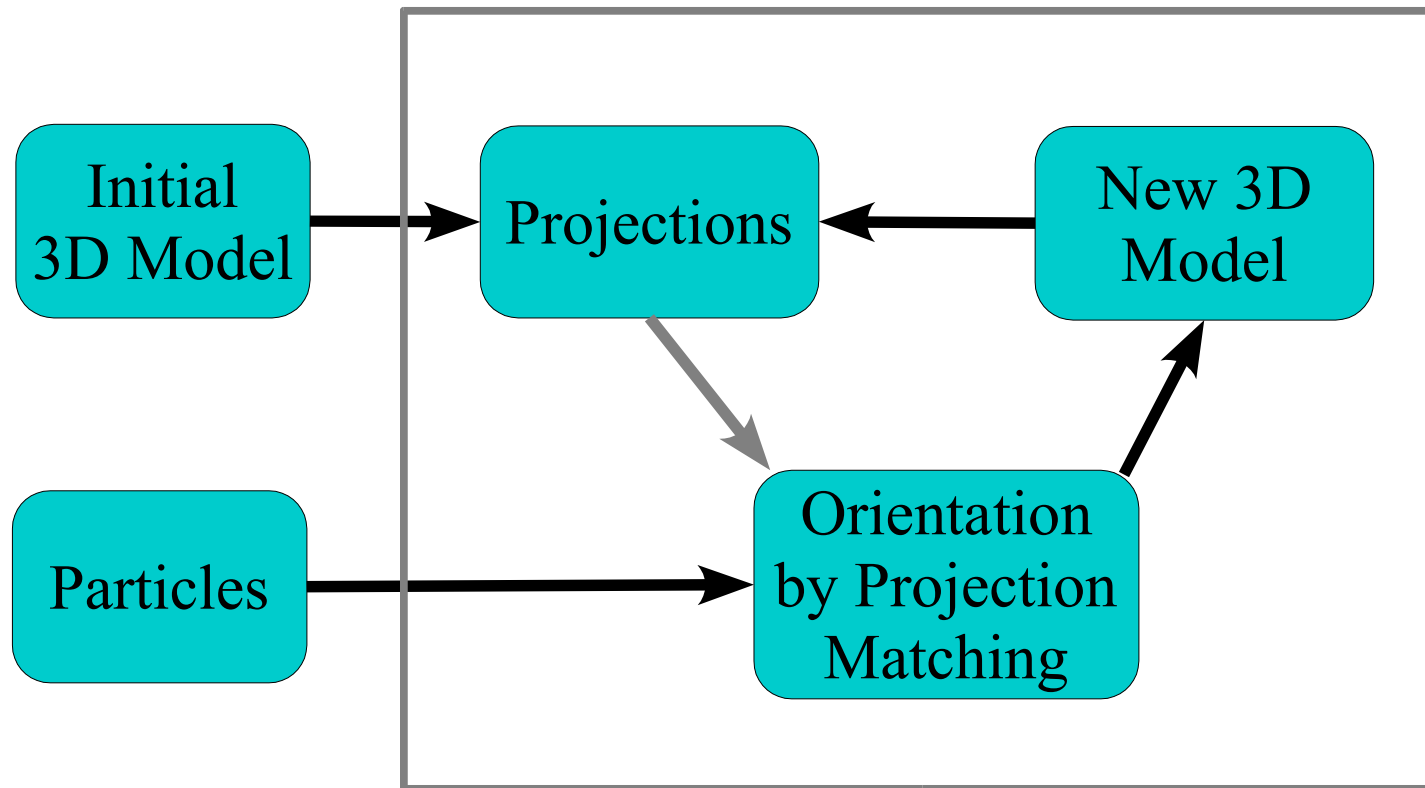 Initial
3D Model
Projections
New 3D
Model
Particles
Orientation
by Projection
Matching